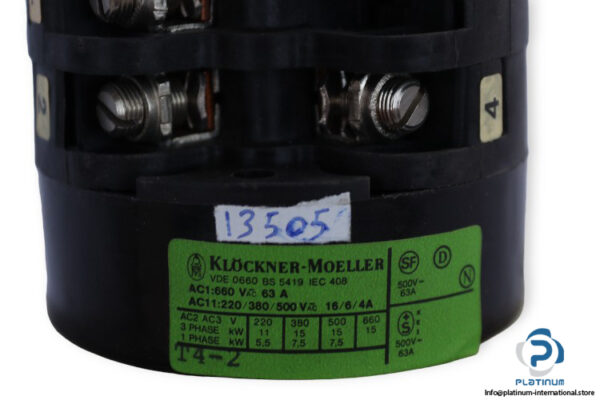 2
4
13505
KLÖCKNER-MOELLER
VDE 0660 BS 5419 IEC 408
AC1:660 V 63 A
AC11:220/380/500 V 16/6/4A
AC2 AC3 V 220 380 500 660
3 PHASE kW 11 15 15 15
1 PHASE kW 5,5 7,5 7,5
T4-2
SF D N
500V~
63A
+S
500V~
63A
PLATINUM
info@platinum-international.store